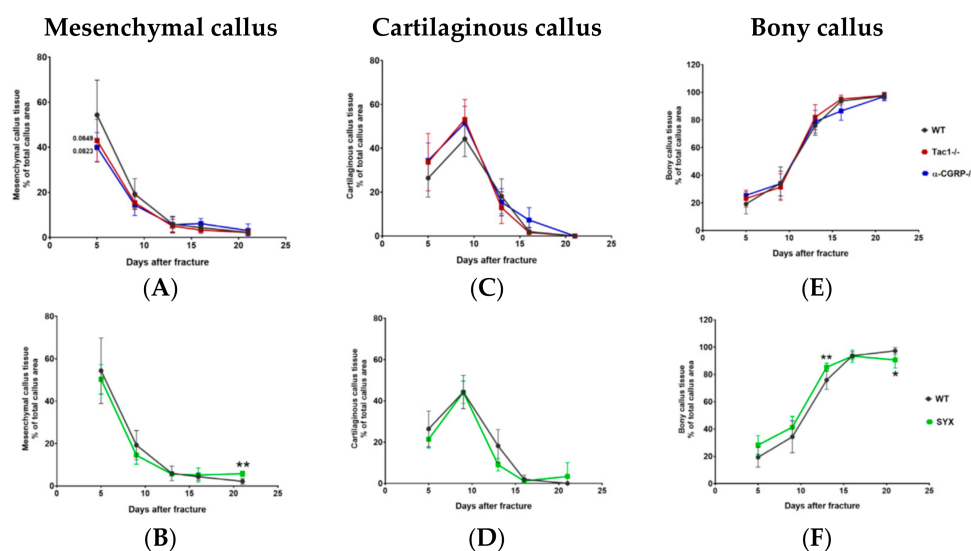 Mesenchymal callus
Cartilaginous callus
Bony callus
Mesenchymal callus tissue
% of total callus area
80
60
40
20
0
0.0649
0.0823
0
5
10
15
20
25
Days after fracture
(A)
Cartilaginous callus tissue
% of total callus area
80
60
40
20
0
0
5
10
15
20
25
Days after fracture
(C)
Bony callus tissue
% of total callus area
120
100
80
60
40
20
0
0
5
10
15
20
25
Days after fracture
(E)
WT
Tac1-/-
α-CGRP-/
Mesenchymal callus tissue
% of total callus area
80
60
40
20
0
**
0
5
10
15
20
25
Days after fracture
(B)
Cartilaginous callus tissue
% of total callus area
80
60
40
20
0
0
5
10
15
20
25
Days after fracture
(D)
Bony callus tissue
% of total callus area
120
100
80
60
40
20
0
**
*
0
5
10
15
20
25
Days after fracture
(F)
WT
SYX